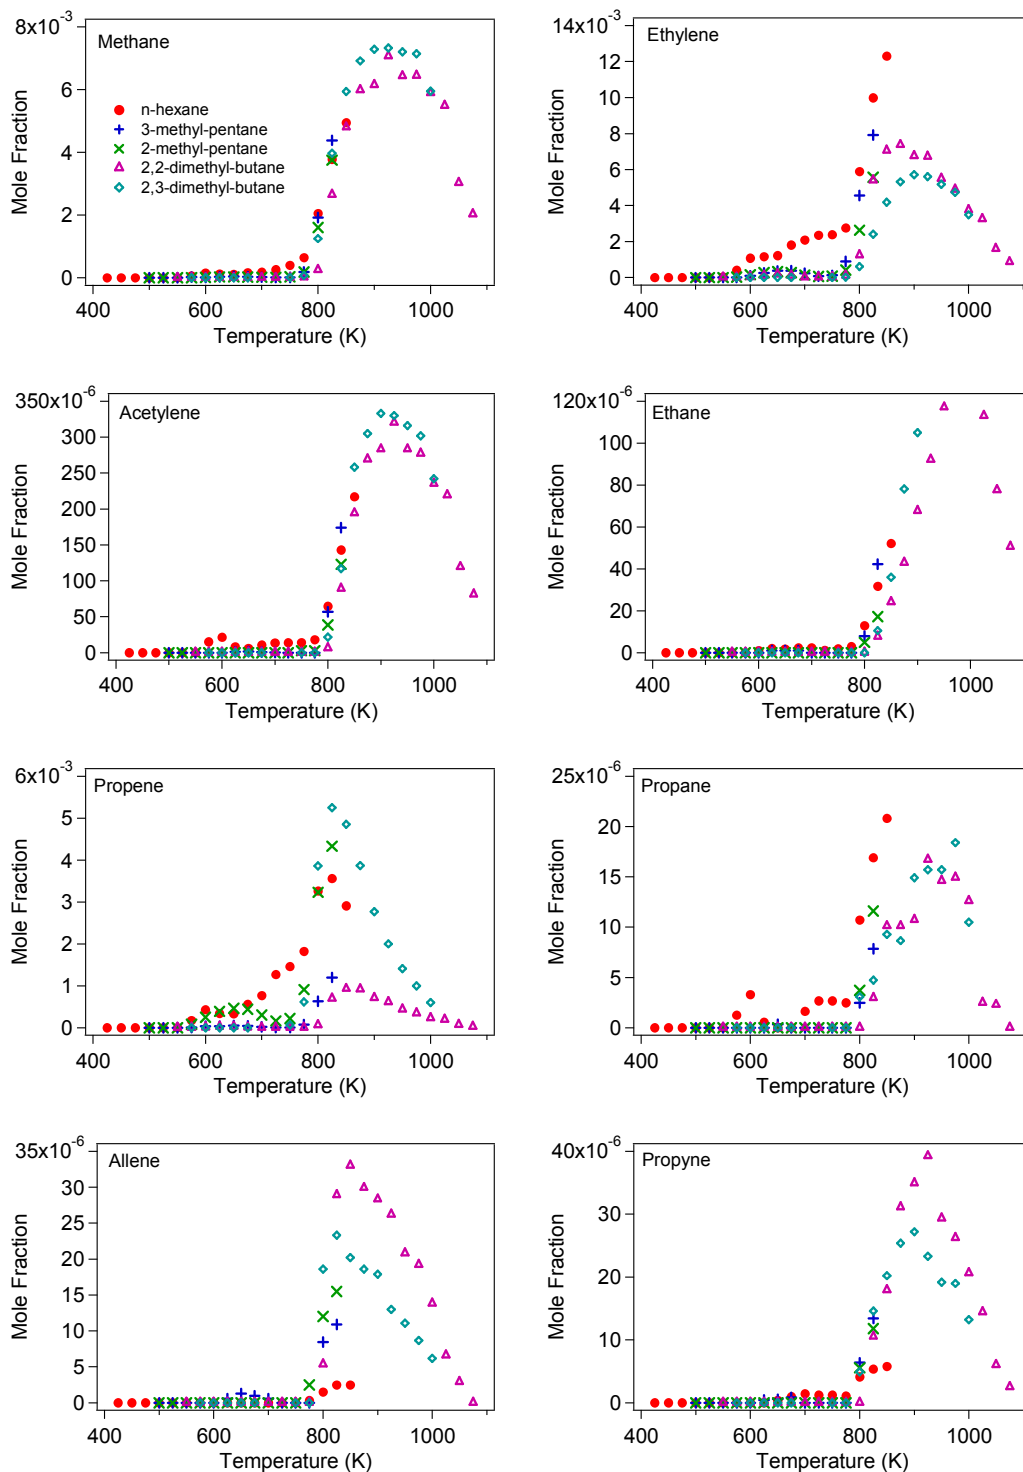 8x10-3
6
4
2
0
Mole Fraction
Methane
n-hexane
3-methyl-pentane
2-methyl-pentane
2,2-dimethyl-butane
2,3-dimethyl-butane
400 600 800 1000
Temperature (K)
14x10-3
12
10
8
6
4
2
0
Mole Fraction
Ethylene
400 600 800 1000
Temperature (K)
350x10-6
300
250
200
150
100
50
0
Mole Fraction
Acetylene
400 600 800 1000
Temperature (K)
120x10-6
100
80
60
40
20
0
Mole Fraction
Ethane
400 600 800 1000
Temperature (K)
6x10-3
5
4
3
2
1
0
Mole Fraction
Propene
400 600 800 1000
Temperature (K)
25x10-6
20
15
10
5
0
Mole Fraction
Propane
400 600 800 1000
Temperature (K)
35x10-6
30
25
20
15
10
5
0
Mole Fraction
Allene
400 600 800 1000
Temperature (K)
40x10-6
30
20
10
0
Mole Fraction
Propyne
400 600 800 1000
Temperature (K)